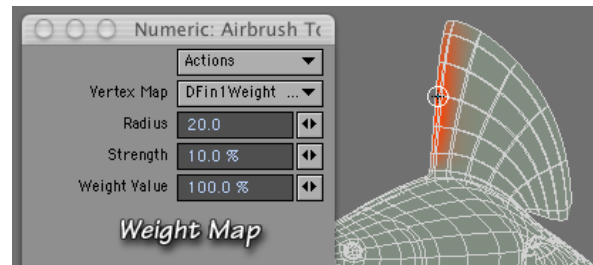 Numeric: Airbrush To
Actions
Vertex Map DFin1Weight ...
Radius 20.0
Strength 10.0 %
Weight Value 100.0 %
Weight Map